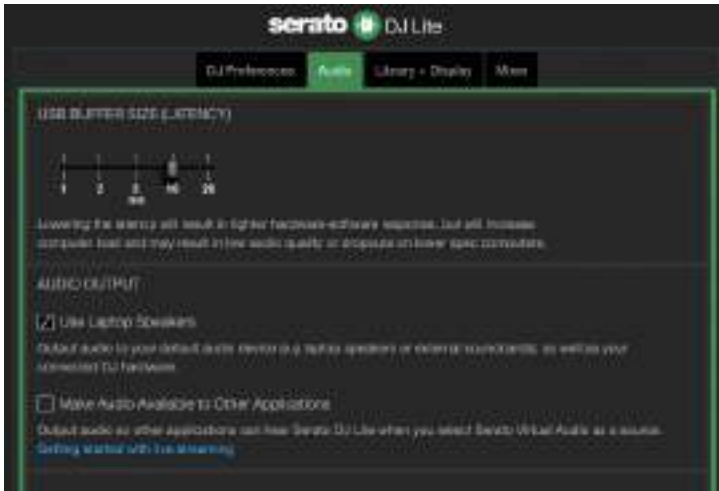 serato DJ Lite
DJ Preferences Audio Library + Display Mixer
USB BUFFER SIZE (LATENCY)
1 2 5 10 20
ms
Lowering the latency will result in tighter hardware-software response, but will increase
computer load and may result in low audio quality or dropouts on lower spec computers.
AUDIO OUTPUT
Use Laptop Speakers
Output audio to your default audio device (e.g. laptop speakers or external soundcards), as well as your
connected DJ hardware.
Make Audio Available to Other Applications
Output audio so other applications can hear Serato DJ Lite when you select Serato Virtual Audio as a source.
Getting started with live streaming